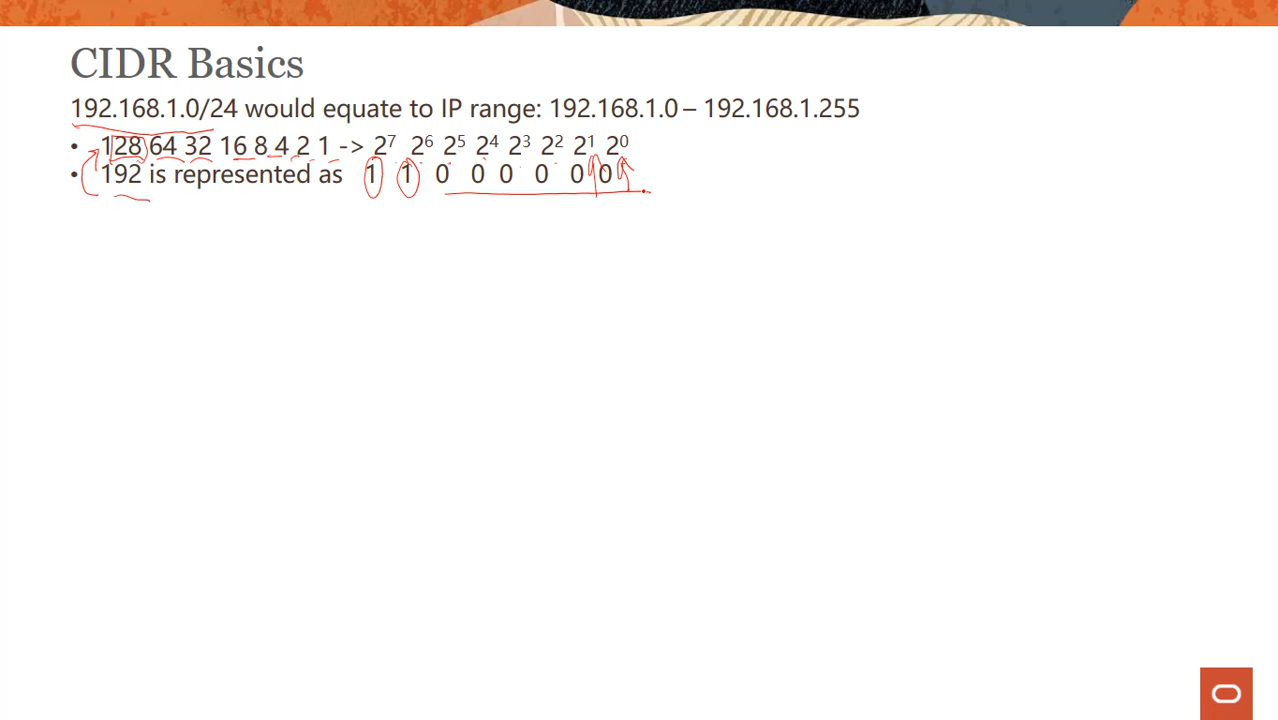 CIDR Basics
192.168.1.0/24 would equate to IP range: 192.168.1.0 – 192.168.1.255
• 128 64 32 16 8 4 2 1 -> 2⁷ 2⁶ 2⁵ 2⁴ 2³ 2² 2¹ 2⁰
• 192 is represented as 1 1 0 0 0 0 0 0